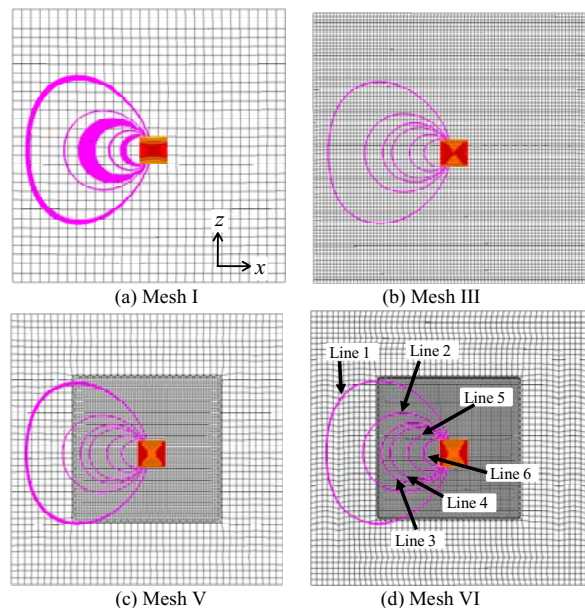 z
x
(a) Mesh I
(b) Mesh III
Line 1
Line 2
Line 5
Line 6
Line 4
Line 3
(c) Mesh V
(d) Mesh VI